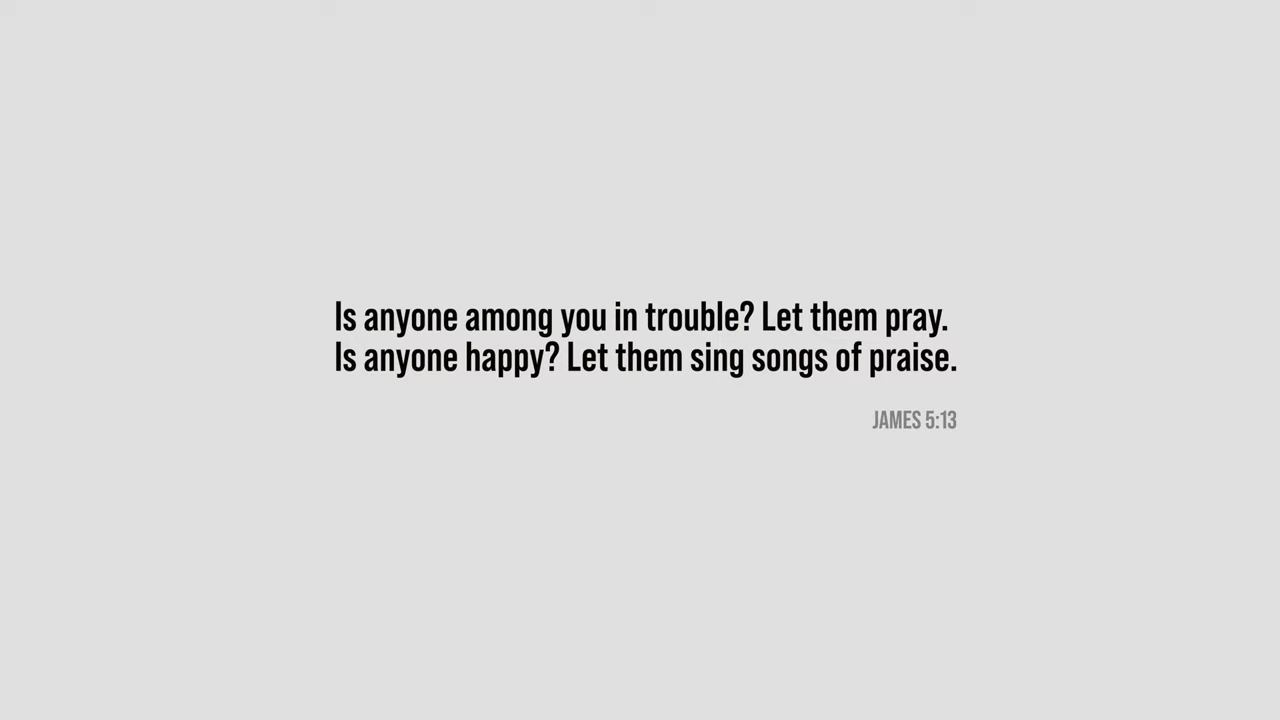 Is anyone among you in trouble? Let them pray.
Is anyone happy? Let them sing songs of praise.
JAMES 5:13